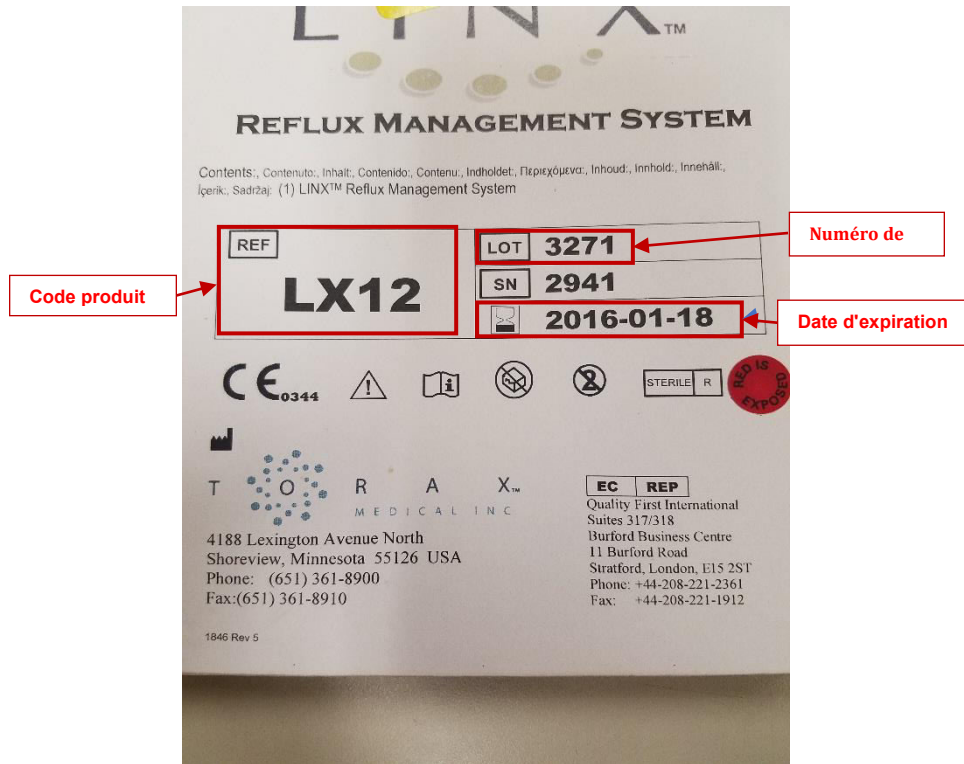 LINX™
REFLUX MANAGEMENT SYSTEM
Contents:, Contenuto:, Inhalt:, Contenido:, Contenu:, Indholdet:, Περιεχόμενα:, Inhoud:, Innhold:, Innehåll:,
İçerik:, Sadržaj: (1) LINX™ Reflux Management System
REF
LX12
LOT 3271
SN 2941
2016-01-18
Code produit
Numéro de
Date d'expiration
CE0344
2
STERILE R
RED IS
EXPOSED
TORAX™
MEDICAL INC
4188 Lexington Avenue North
Shoreview, Minnesota 55126 USA
Phone: (651) 361-8900
Fax:(651) 361-8910
1846 Rev 5
EC REP
Quality First International
Suites 317/318
Burford Business Centre
11 Burford Road
Stratford, London, E15 2ST
Phone: +44-208-221-2361
Fax: +44-208-221-1912